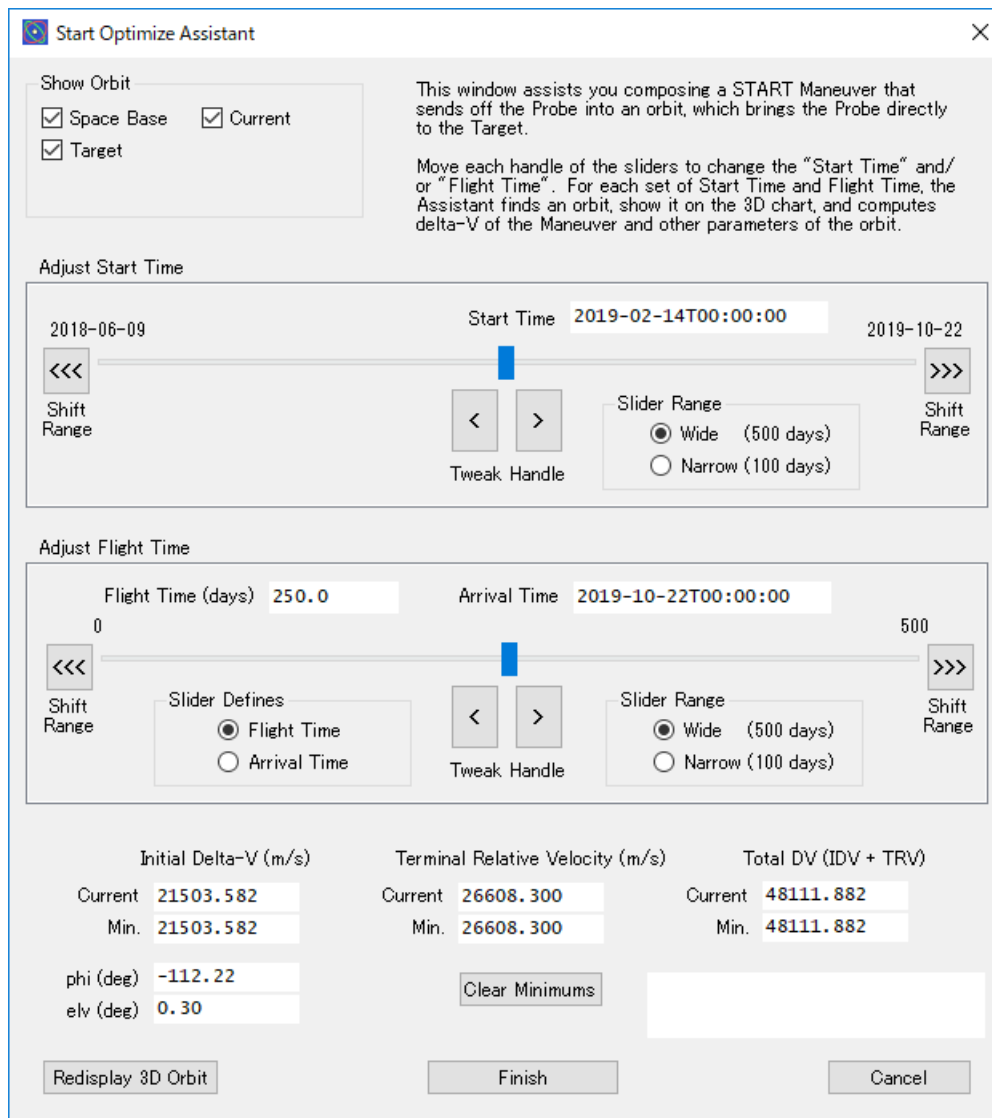 Start Optimize Assistant
Show Orbit
Space Base
Current
Target
This window assists you composing a START Maneuver that
sends off the Probe into an orbit, which brings the Probe directly
to the Target.
Move each handle of the sliders to change the "Start Time" and/
or "Flight Time".  For each set of Start Time and Flight Time, the
Assistant finds an orbit, show it on the 3D chart, and computes
delta-V of the Maneuver and other parameters of the orbit.
Adjust Start Time
Start Time 2019-02-14T00:00:00
2018-06-09
2019-10-22
<<<
>>>
Shift
Range
<
>
Tweak Handle
Slider Range
Wide (500 days)
Narrow (100 days)
Shift
Range
Adjust Flight Time
Flight Time (days) 250.0
Arrival Time 2019-10-22T00:00:00
0
500
<<<
>>>
Shift
Range
Slider Defines
Flight Time
Arrival Time
<
>
Tweak Handle
Slider Range
Wide (500 days)
Narrow (100 days)
Shift
Range
Initial Delta-V (m/s)
Current 21503.582
Min. 21503.582
Terminal Relative Velocity (m/s)
Current 26608.300
Min. 26608.300
Total DV (IDV + TRV)
Current 48111.882
Min. 48111.882
phi (deg) -112.22
elv (deg) 0.30
Clear Minimums
Redisplay 3D Orbit
Finish
Cancel